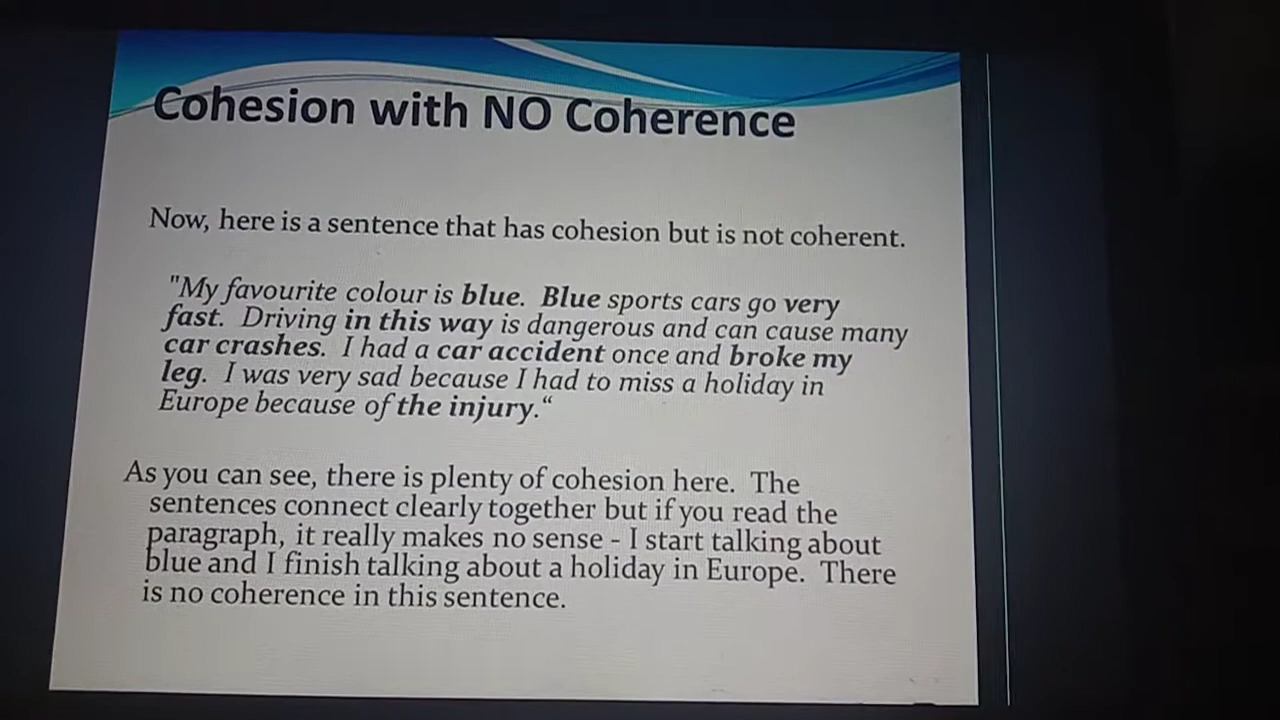 Cohesion with NO Coherence
Now, here is a sentence that has cohesion but is not coherent.
"My favourite colour is blue.  Blue sports cars go very
fast.  Driving in this way is dangerous and can cause many
car crashes.  I had a car accident once and broke my
leg.  I was very sad because I had to miss a holiday in
Europe because of the injury.“
As you can see, there is plenty of cohesion here.  The
sentences connect clearly together but if you read the
paragraph, it really makes no sense - I start talking about
blue and I finish talking about a holiday in Europe.  There
is no coherence in this sentence.